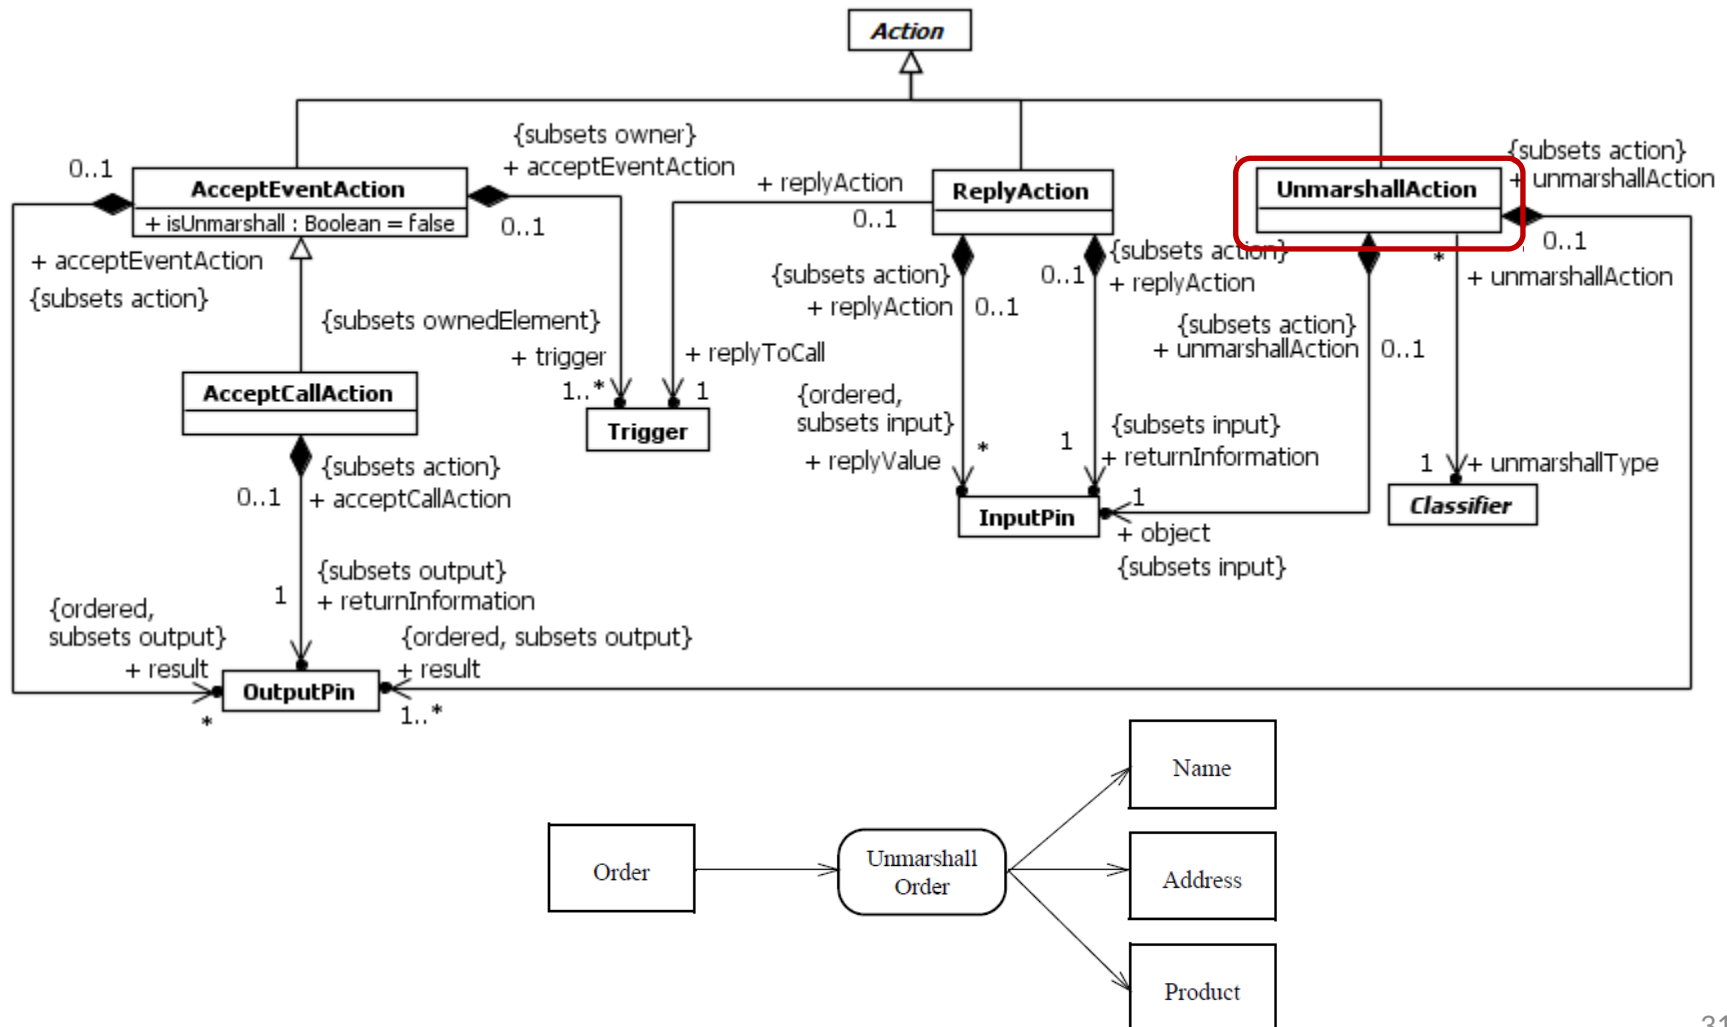 Action
{subsets owner}
+ acceptEventAction
0..1
AcceptEventAction
+ isUnmarshall : Boolean = false
0..1
+ acceptEventAction
{subsets action}
+ replyAction
0..1
ReplyAction
{subsets action}
+ unmarshallAction
UnmarshallAction
0..1
{subsets action}
+ replyAction
0..1
0..1
{subsets action}
+ replyAction
*
+ unmarshallAction
{subsets ownedElement}
+ trigger
1..*
+ replyToCall
1
Trigger
{subsets action}
+ unmarshallAction
0..1
AcceptCallAction
{ordered,
subsets input}
*
+ replyValue
1
{subsets input}
+ returnInformation
1
+ unmarshallType
Classifier
{subsets action}
0..1
+ acceptCallAction
InputPin
1
+ object
{subsets input}
{subsets output}
1
+ returnInformation
{ordered,
subsets output}
+ result
*
{ordered, subsets output}
+ result
1..*
OutputPin
Order
Unmarshall
Order
Name
Address
Product
31